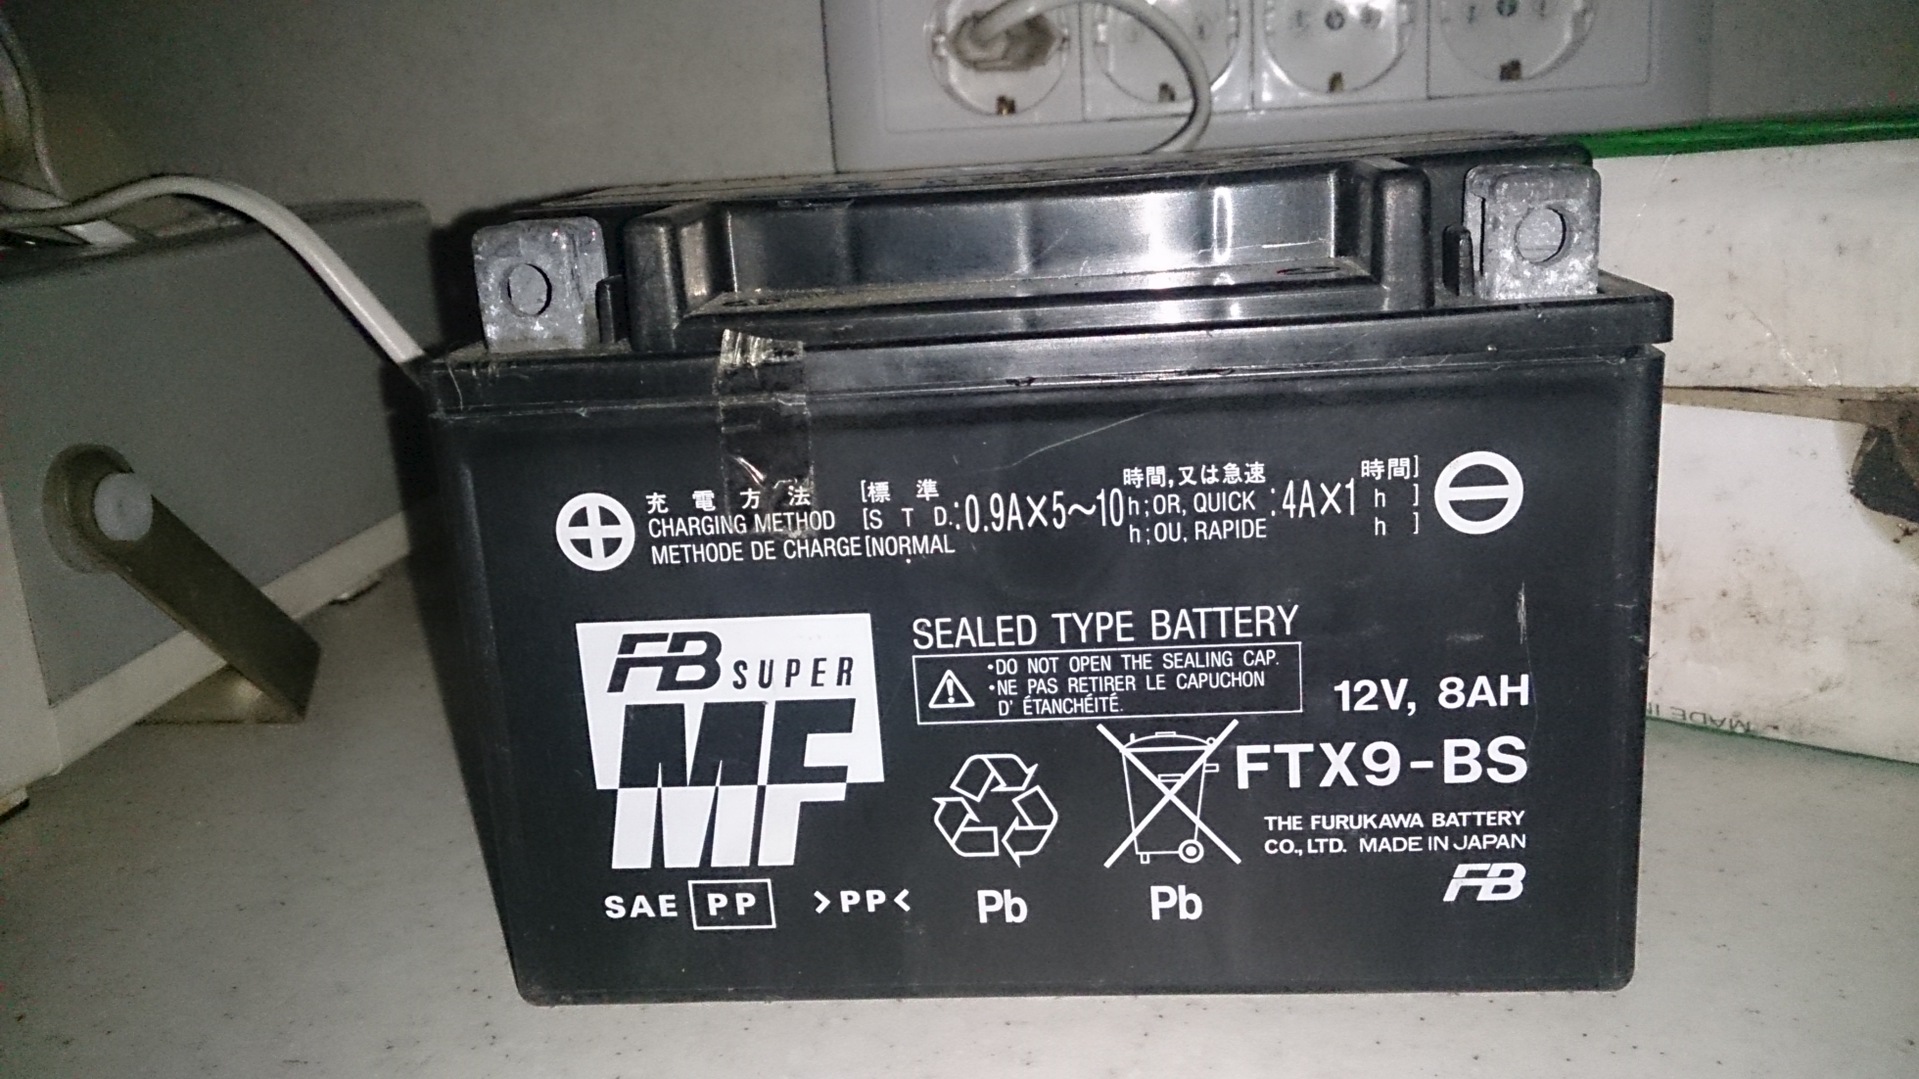 充電方法 [標準
CHARGING METHOD [S T D.:0.9A×5～10
METHODE DE CHARGE [NORMAL
時間,又は急速
h;OR, QUICK
h;OU, RAPIDE
:4A×1
時間]
h ]
h ]
FB SUPER
MF
MF
SEALED TYPE BATTERY
•DO NOT OPEN THE SEALING CAP.
•NE PAS RETIRER LE CAPUCHON
D' ÉTANCHÉITÉ.
12V, 8AH
FTX9-BS
THE FURUKAWA BATTERY
CO., LTD. MADE IN JAPAN
FB
SAE PP >PP< Pb Pb
MADE IN